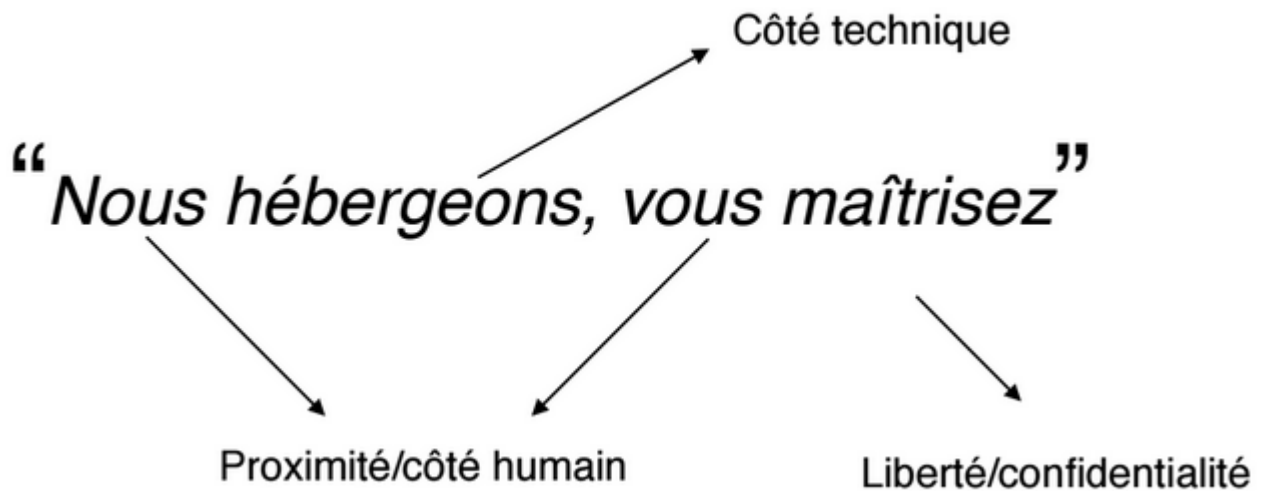 Côté technique
“Nous hébergeons, vous maîtrisez”
Proximité/côté humain
Liberté/confidentialité